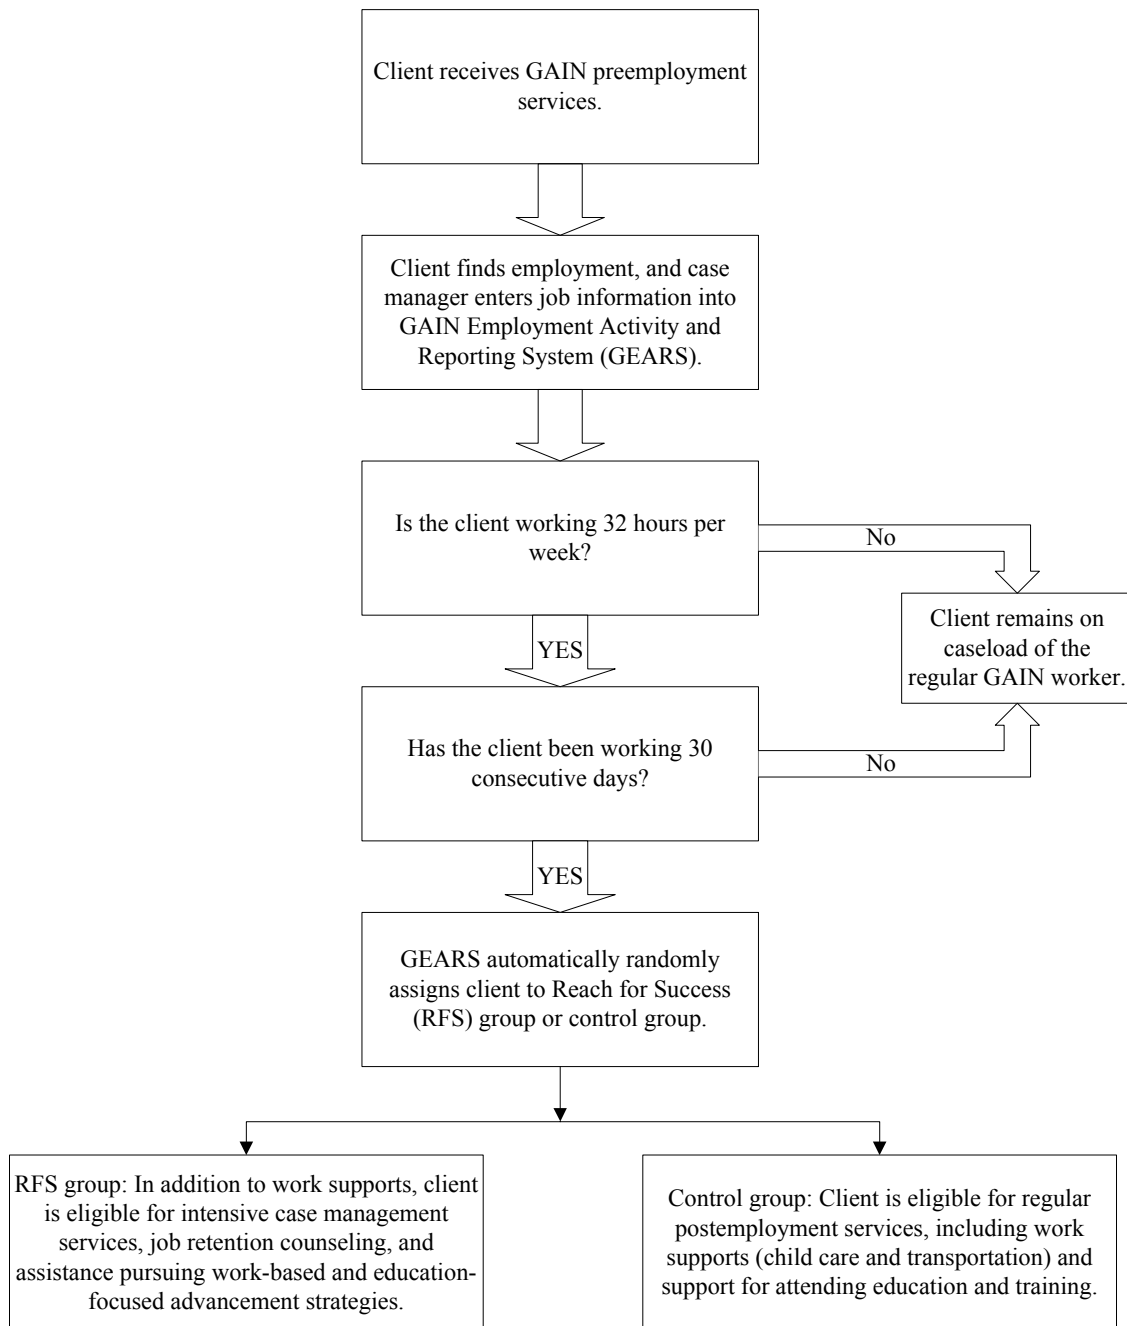 Client receives GAIN preemployment
services.
Client finds employment, and case
manager enters job information into
GAIN Employment Activity and
Reporting System (GEARS).
Is the client working 32 hours per
week?
No
Client remains on
caseload of the
regular GAIN worker.
YES
Has the client been working 30
consecutive days?
No
YES
GEARS automatically randomly
assigns client to Reach for Success
(RFS) group or control group.
RFS group: In addition to work supports, client
is eligible for intensive case management
services, job retention counseling, and
assistance pursuing work-based and education-
focused advancement strategies.
Control group: Client is eligible for regular
postemployment services, including work
supports (child care and transportation) and
support for attending education and training.